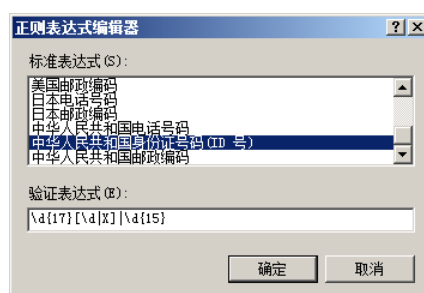 正则表达式编辑器
标准表达式(S):
美国邮政编码
日本电话号码
日本邮政编码
中华人民共和国电话号码
中华人民共和国身份证号码(ID 号)
中华人民共和国邮政编码
验证表达式(E):
\d{17}[\d|X]|\d{15}
确定 取消